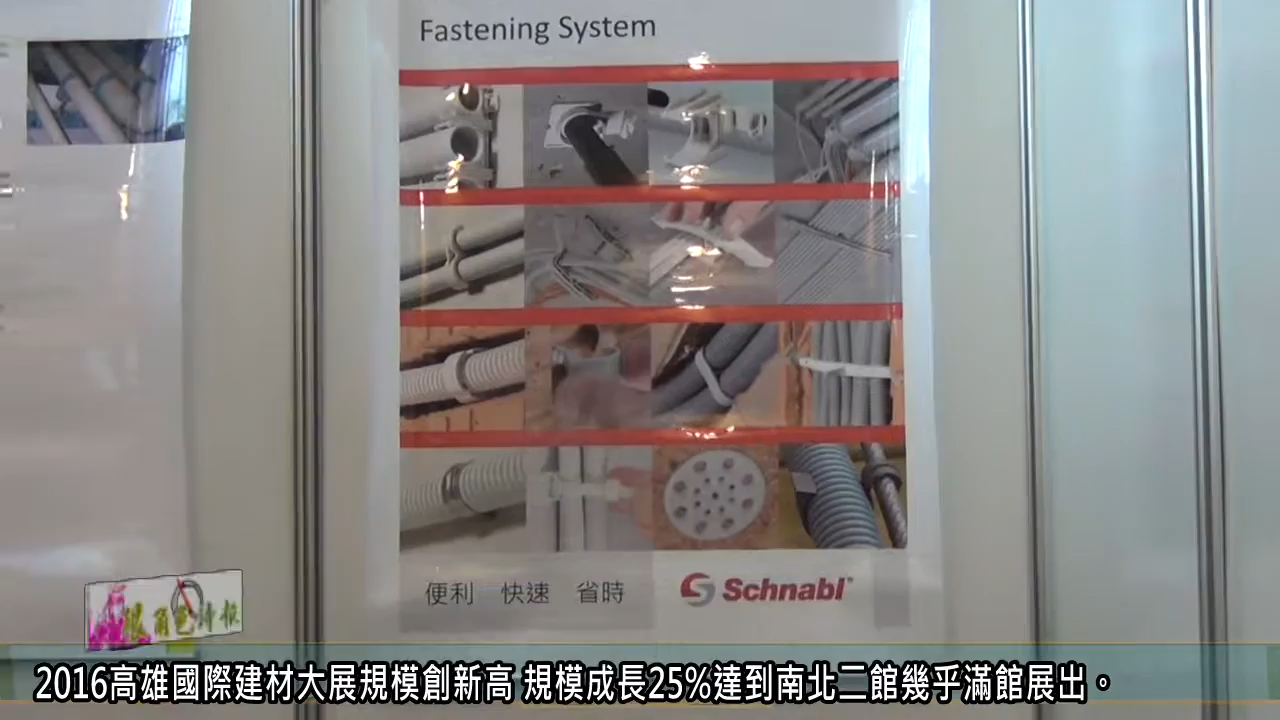 Fastening System
便利 快速 省時
Schnabl
2016高雄國際建材大展規模創新高 規模成長25%達到南北二館幾乎滿館展出。